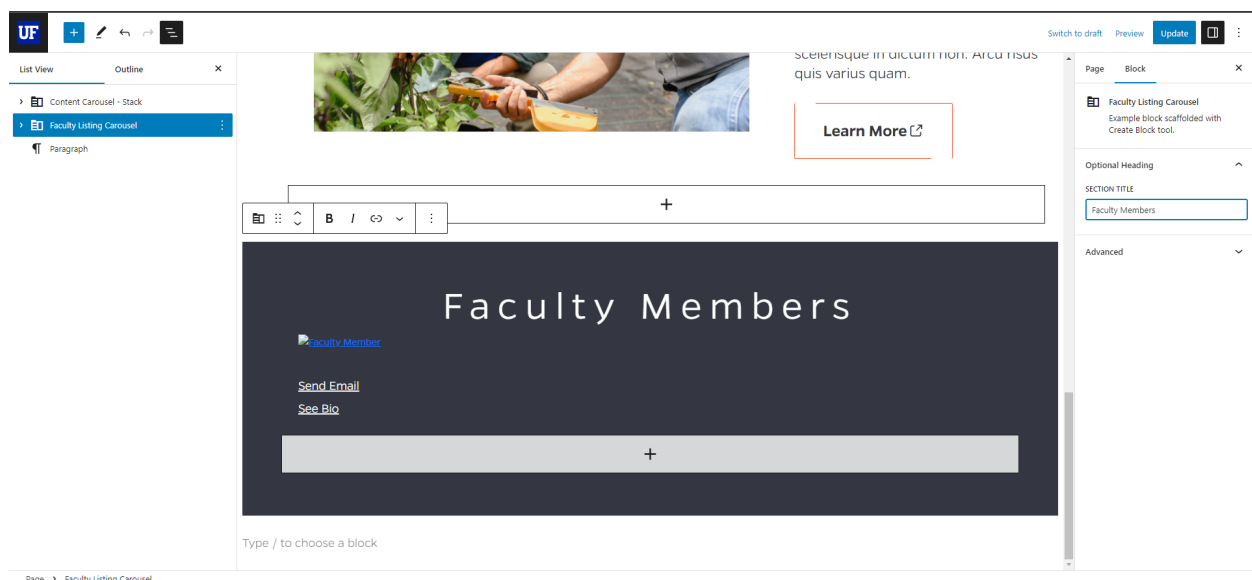 UF
Switch to draft
Preview
Update
List View
Outline
Content Carousel - Stack
Faculty Listing Carousel
Paragraph
scelerisque in dictum non. Arcu risus
quis varius quam.
Learn More
B I
Faculty Members
Faculty Member
Send Email
See Bio
Type / to choose a block
Page
Block
Faculty Listing Carousel
Example block scaffolded with
Create Block tool.
Optional Heading
SECTION TITLE
Faculty Members
Advanced
Page > Faculty Listing Carousel